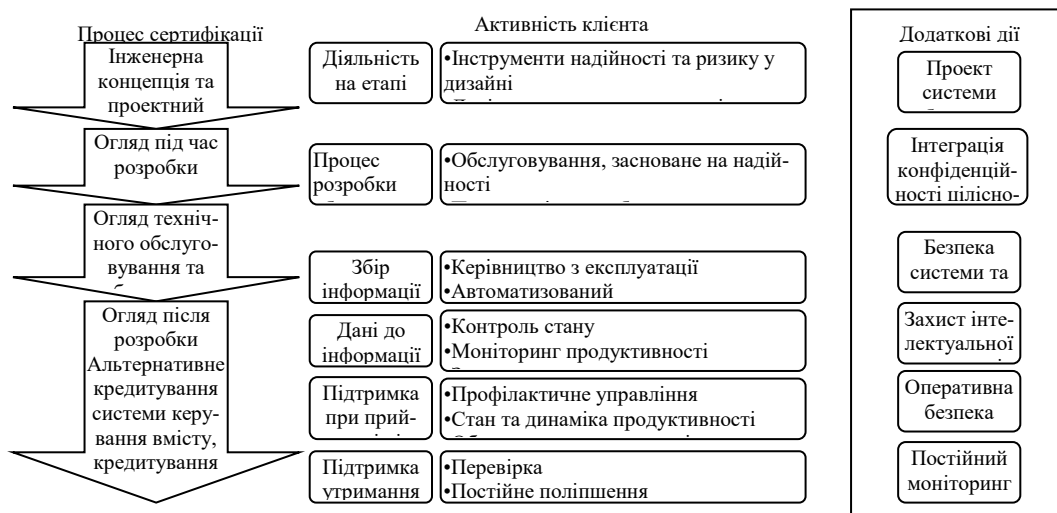 Процес сертифікації
Інженерна
концепція та
проектний
Огляд під час
розробки
Огляд техніч-
ного обслуго-
вування та
Огляд після
розробки
Альтернативне
кредитування
системи керу-
вання вмісту,
кредитування
Активність клієнта
Діяльність
на етапі
•Інструменти надійності та ризику у
дизайні
Процес
розробки
•Обслуговування, засноване на надій-
ності
Збір
інформації
•Керівництво з експлуатації
•Автоматизований
Дані до
інформації
•Контроль стану
•Моніторинг продуктивності
Підтримка
при прий-
•Профілактичне управління
•Стан та динаміка продуктивності
Підтримка
утримання
•Перевірка
•Постійне поліпшення
Додаткові дії
Проект
системи
Інтеграція
конфіденцій-
ності цілісно-
Безпека
системи та
Захист інте-
лектуальної
Оперативна
безпека
Постійний
моніторинг